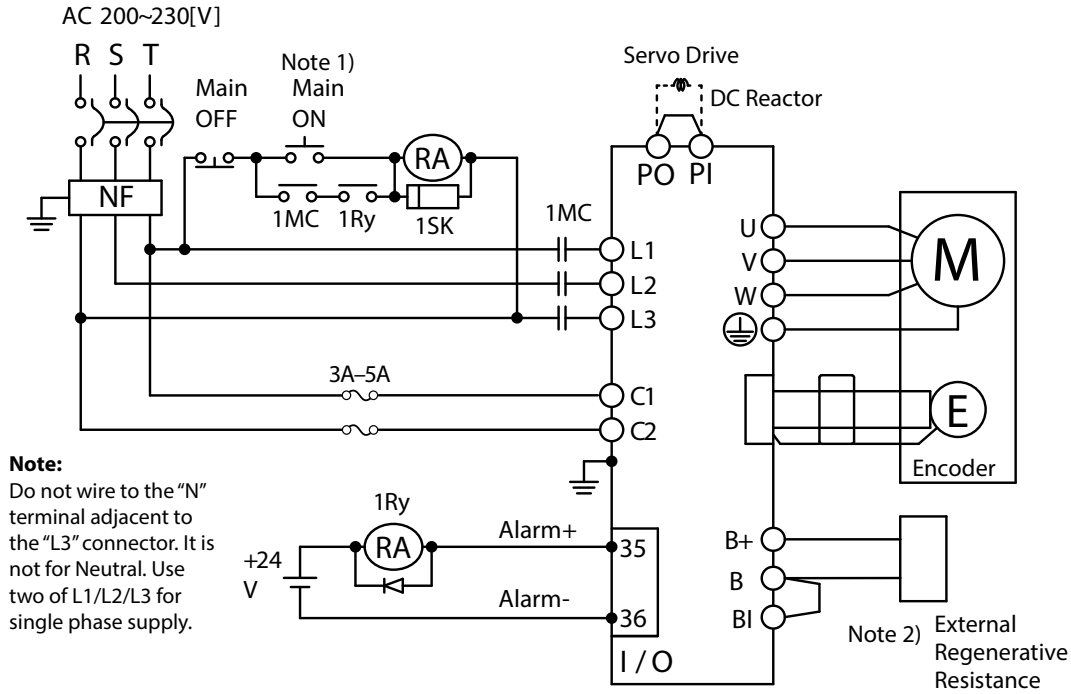 AC 200~230[V]
R S T
Note 1)
Main
OFF
Main
ON
RA
1MC
1Ry
1SK
NF
Servo Drive
DC Reactor
PO
PI
1MC
L1
L2
L3
3A–5A
C1
C2
U
V
W
M
E
Encoder
Note:
Do not wire to the “N”
terminal adjacent to
the “L3” connector. It is
not for Neutral. Use
two of L1/L2/L3 for
single phase supply.
+24
V
1Ry
RA
Alarm+
Alarm-
35
36
I / O
B+
B
BI
Note 2)
External
Regenerative
Resistance